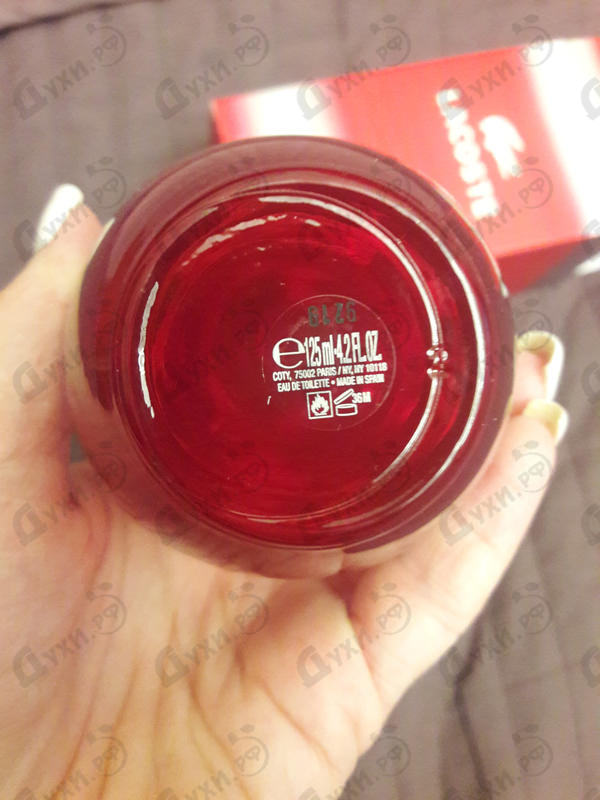 LACOSTE
9219
e 125 ml-4.2 FL.OZ.
COTY, 75002 PARIS / NY, NY 10118
EAU DE TOILETTE • MADE IN SPAIN
36M
Духи.РФ